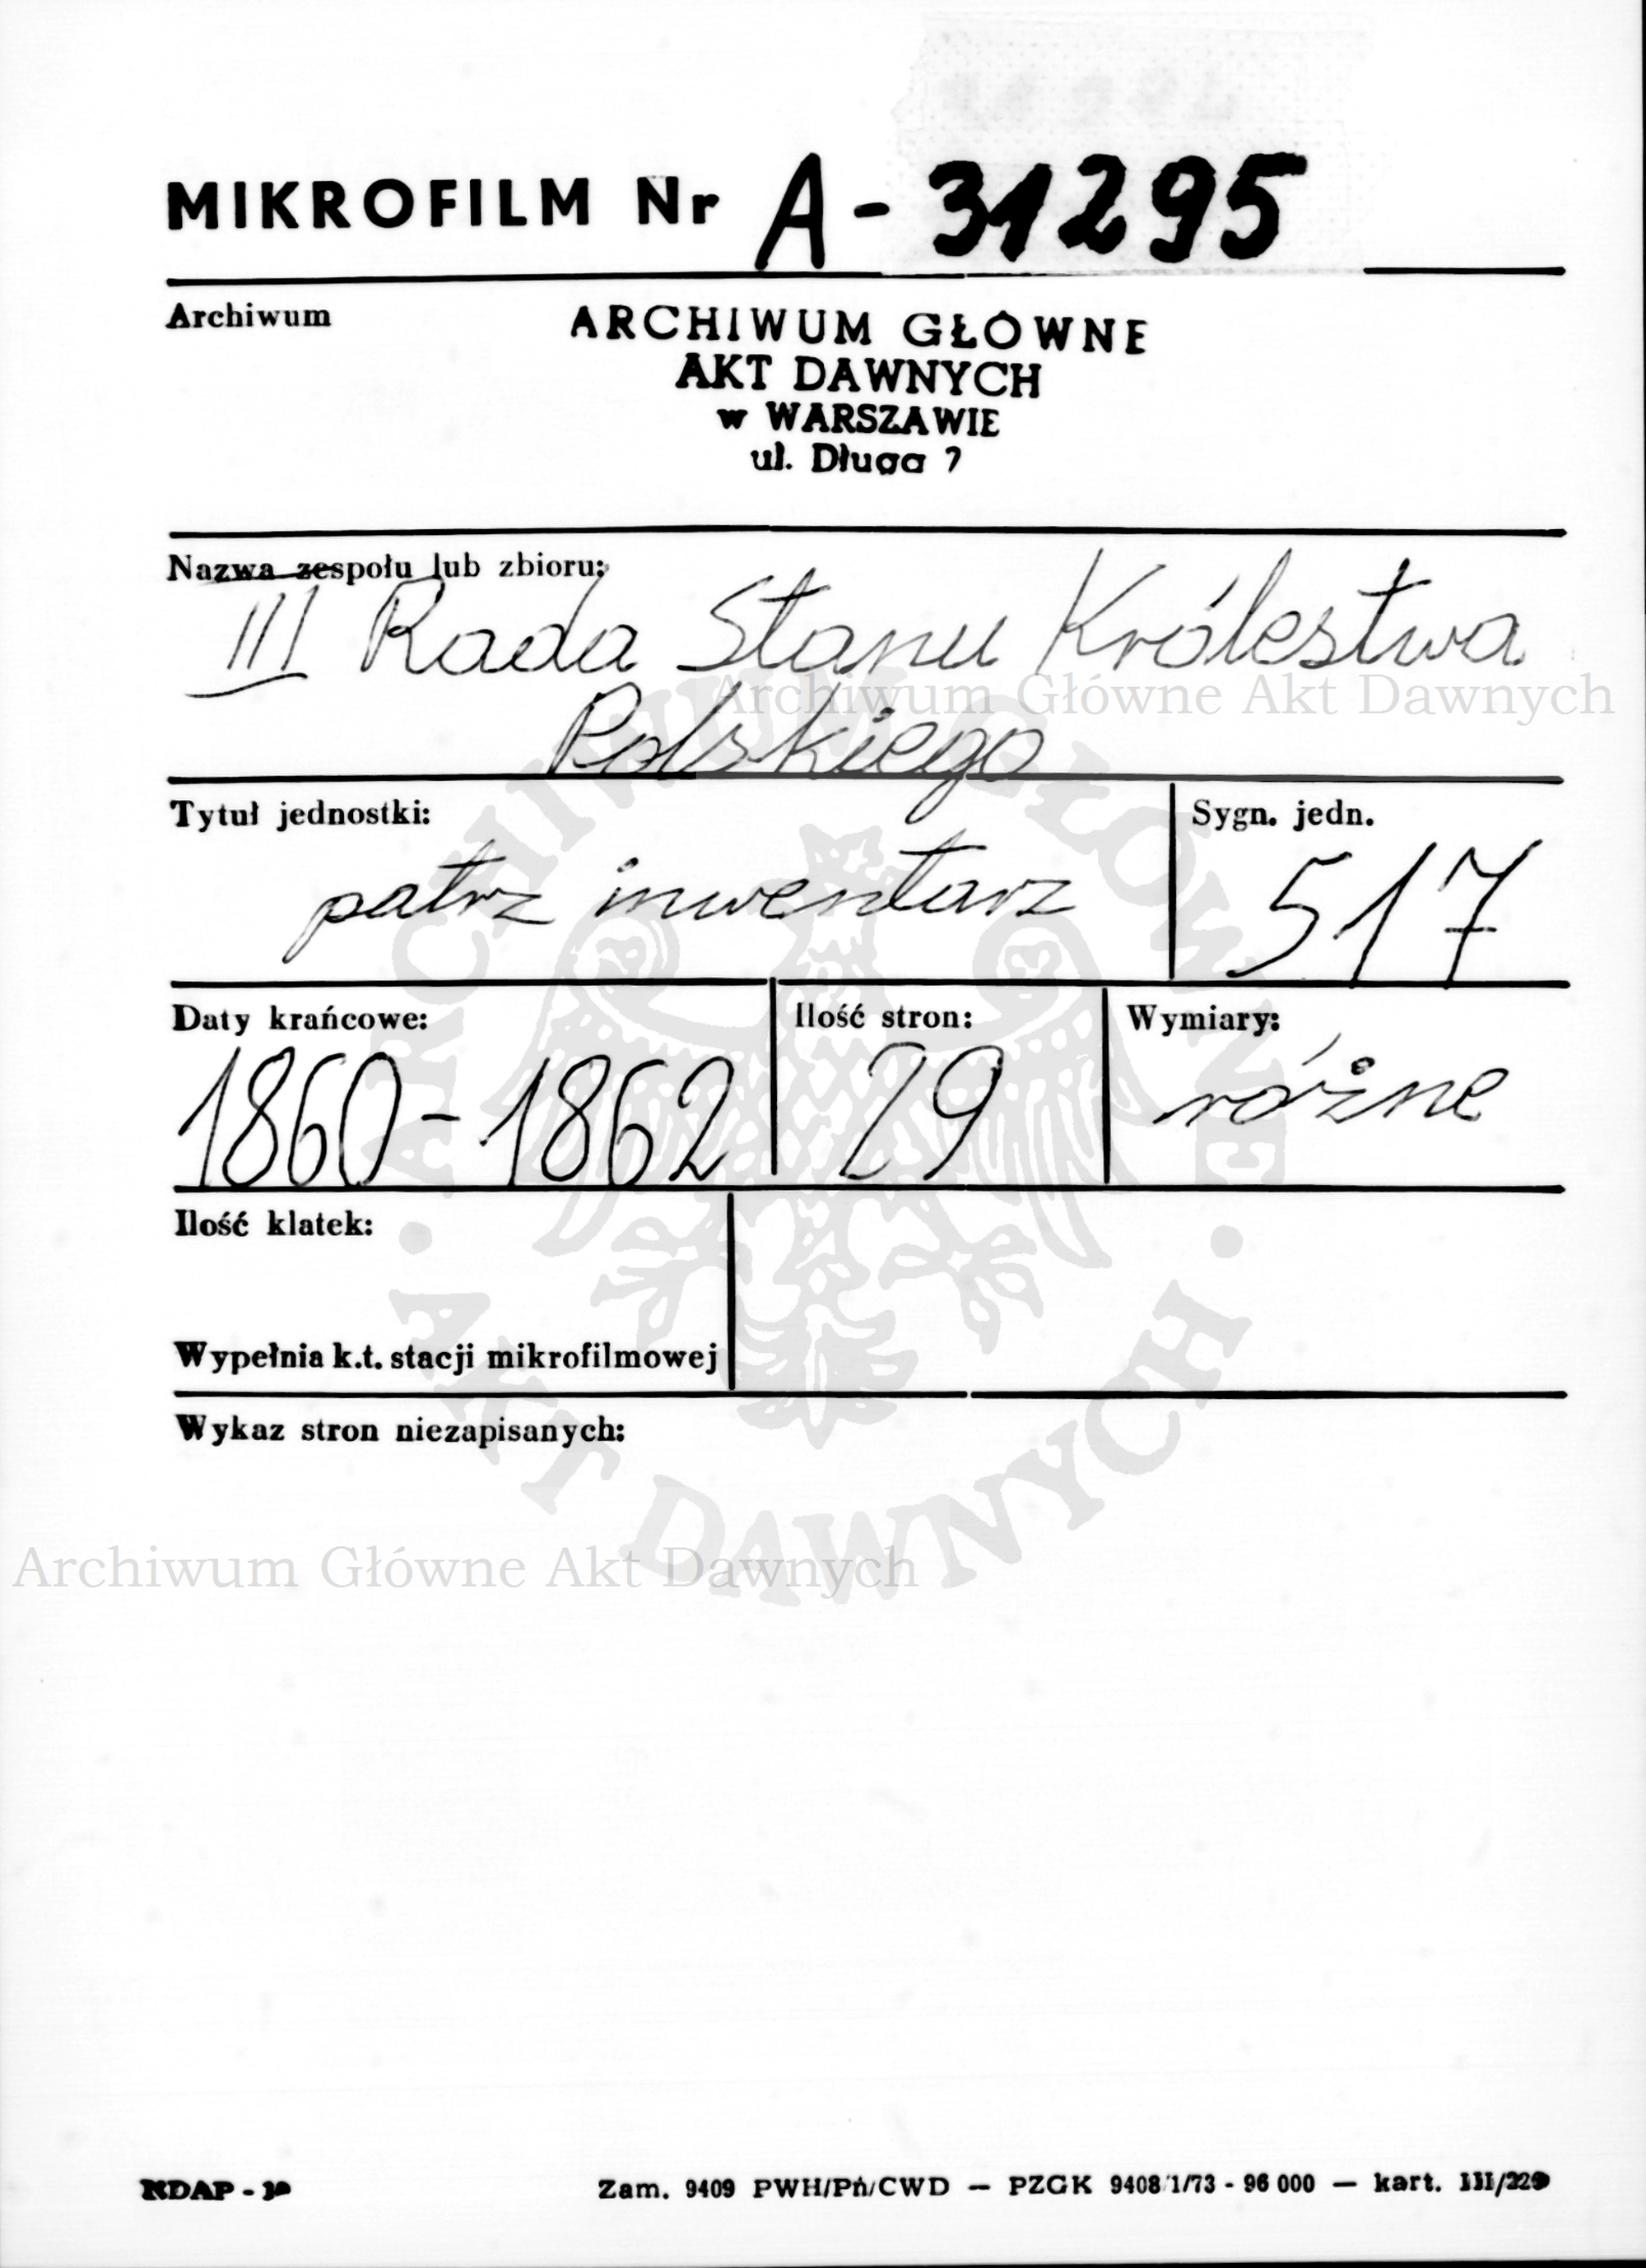 MIKROFILM Nr A - 31295
Archiwum
ARCHIWUM GŁÓWNE
AKT DAWNYCH
w WARSZAWIE
ul. Długa 7
Nazwa zespołu lub zbioru:
III Rada Stanu Królestwa
Archiwum Główne Akt Dawnych
Polskiego
Tytuł jednostki:
Sygn. jedn.
patrz inwentarz
517
Daty krańcowe:
Ilość stron:
Wymiary:
1860 - 1862
29
różne
Ilość klatek:
Wypełnia k.t. stacji mikrofilmowej
Wykaz stron niezapisanych:
ARCHIWUM GŁÓWNE
· AKT DAWNYCH ·
Archiwum Główne Akt Dawnych
NDAP -
Zam. 9409 PWH/Pń/CWD — PZGK 9408/1/73 - 96 000 — kart. III/229